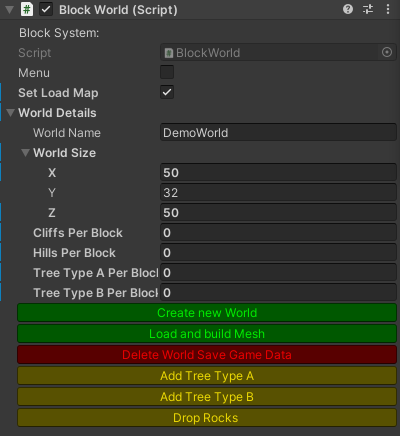 Block World (Script)
Block System:
Script BlockWorld
Menu
Set Load Map
World Details
World Name DemoWorld
World Size
X 50
Y 32
Z 50
Cliffs Per Block 0
Hills Per Block 0
Tree Type A Per Block 0
Tree Type B Per Block 0
Create new World
Load and build Mesh
Delete World Save Game Data
Add Tree Type A
Add Tree Type B
Drop Rocks